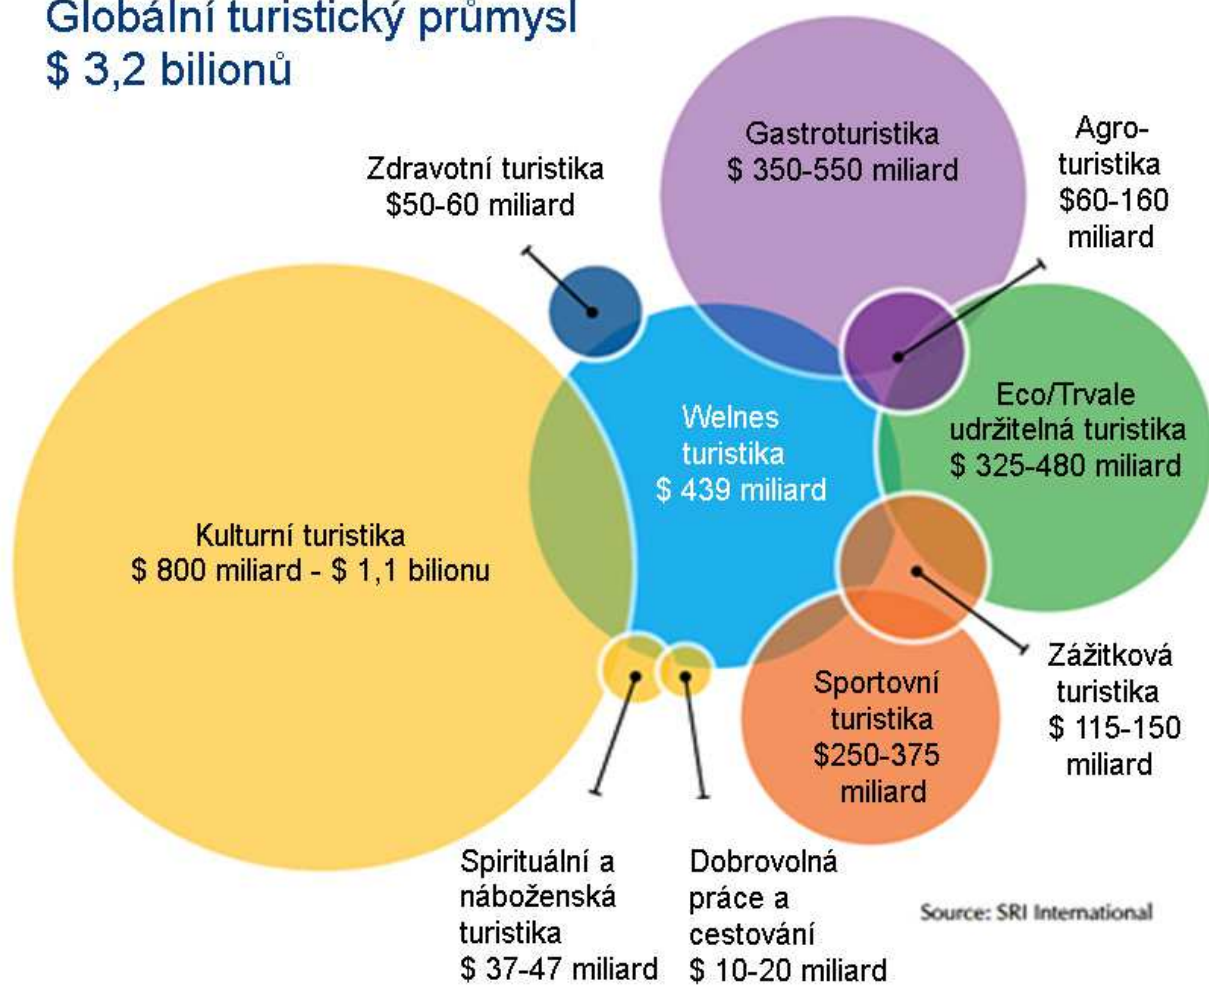 Globální turistický průmysl
$ 3,2 bilionů
Gastroturistika
$ 350-550 miliard
Agro-
turistika
$60-160
miliard
Zdravotní turistika
$50-60 miliard
Eco/Trvale
udržitelná turistika
$ 325-480 miliard
Welnes
turistika
$ 439 miliard
Kulturní turistika
$ 800 miliard - $ 1,1 bilionu
Sportovní
turistika
$250-375
miliard
Zážitková
turistika
$ 115-150
miliard
Spirituální a
náboženská
turistika
$ 37-47 miliard
Dobrovolná
práce a
cestování
$ 10-20 miliard
Source: SRI International